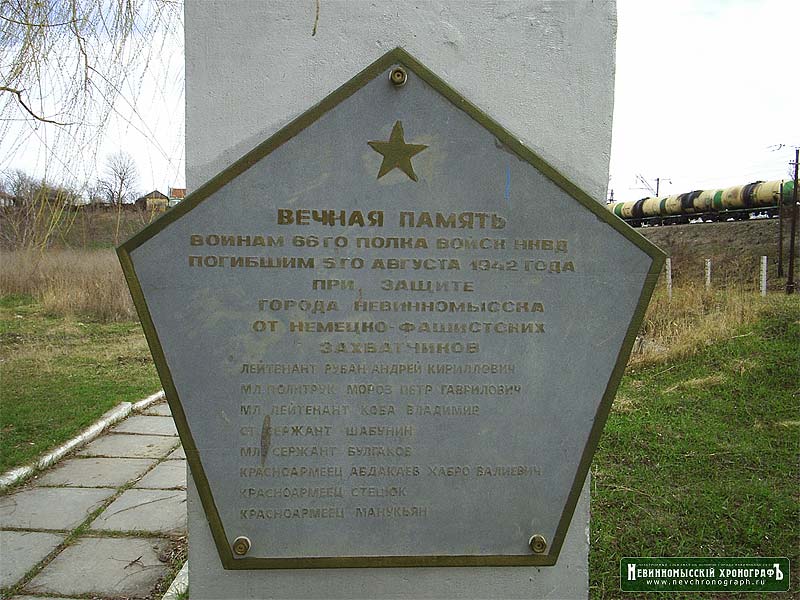 ВЕЧНАЯ ПАМЯТЬ
ВОИНАМ 66ГО ПОЛКА ВОЙСК НКВД
ПОГИБШИМ 5ГО АВГУСТА 1942 ГОДА
ПРИ ЗАЩИТЕ
ГОРОДА НЕВИННОМЫССКА
ОТ НЕМЕЦКО-ФАШИСТСКИХ
ЗАХВАТЧИКОВ
ЛЕЙТЕНАНТ РУБАН АНДРЕЙ КИРИЛЛОВИЧ
МЛ. ПОЛИТРУК МОРОЗ ПЕТР ГАВРИЛОВИЧ
МЛ. ЛЕЙТЕНАНТ КОБА ВЛАДИМИР
СТ СЕРЖАНТ ШАБУНИН
МЛ. СЕРЖАНТ БУЛГАКОВ
КРАСНОАРМЕЕЦ АБДАКАЕВ ХАБРО ВАЛИЕВИЧ
КРАСНОАРМЕЕЦ СТЕЦЮК
КРАСНОАРМЕЕЦ МАНУКЬЯН
НЕВИННОМЫССКІЙ ХРОНОГРАФЪ
www.nevchronograph.ru